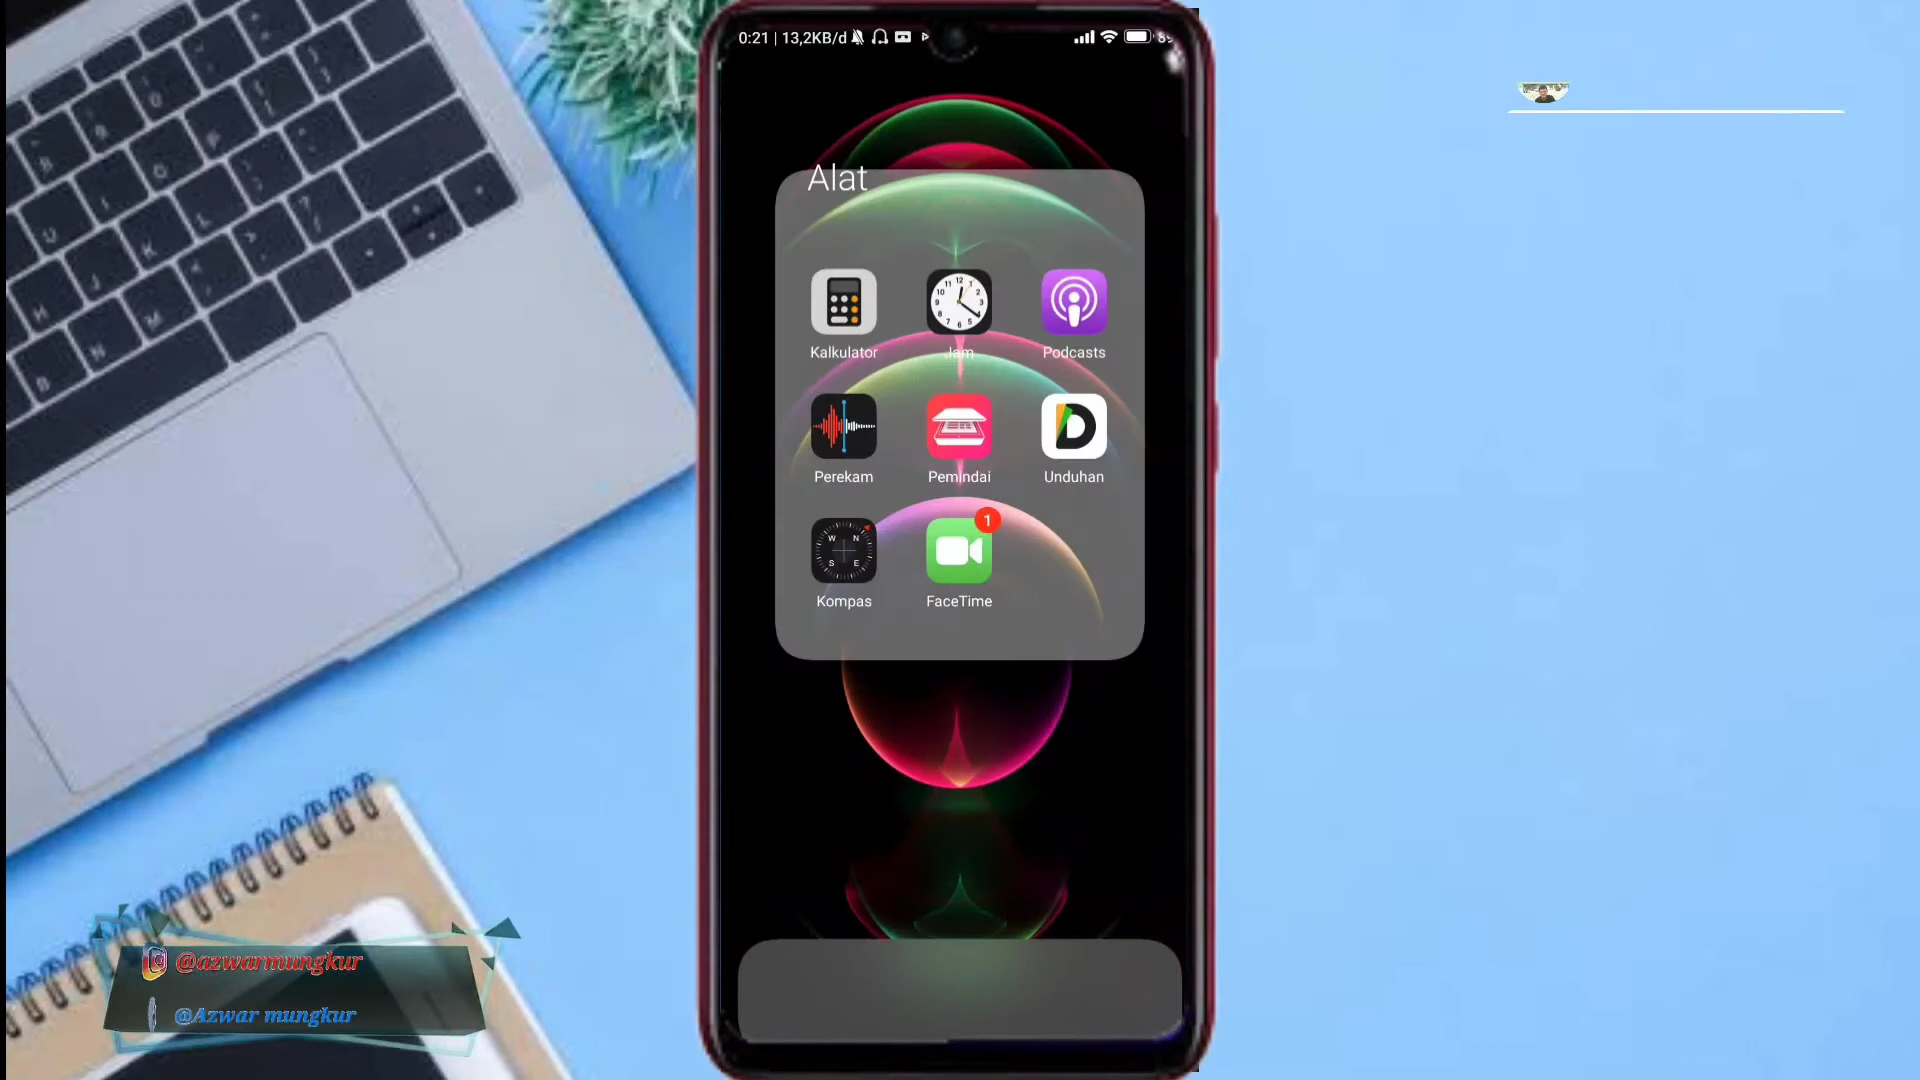 0:21 | 13,2KB/d
Alat
Kalkulator
Jam
Podcasts
Perekam
Pemindai
Unduhan
Kompas
1
FaceTime
@azwarmungkur
@Azwar mungkur